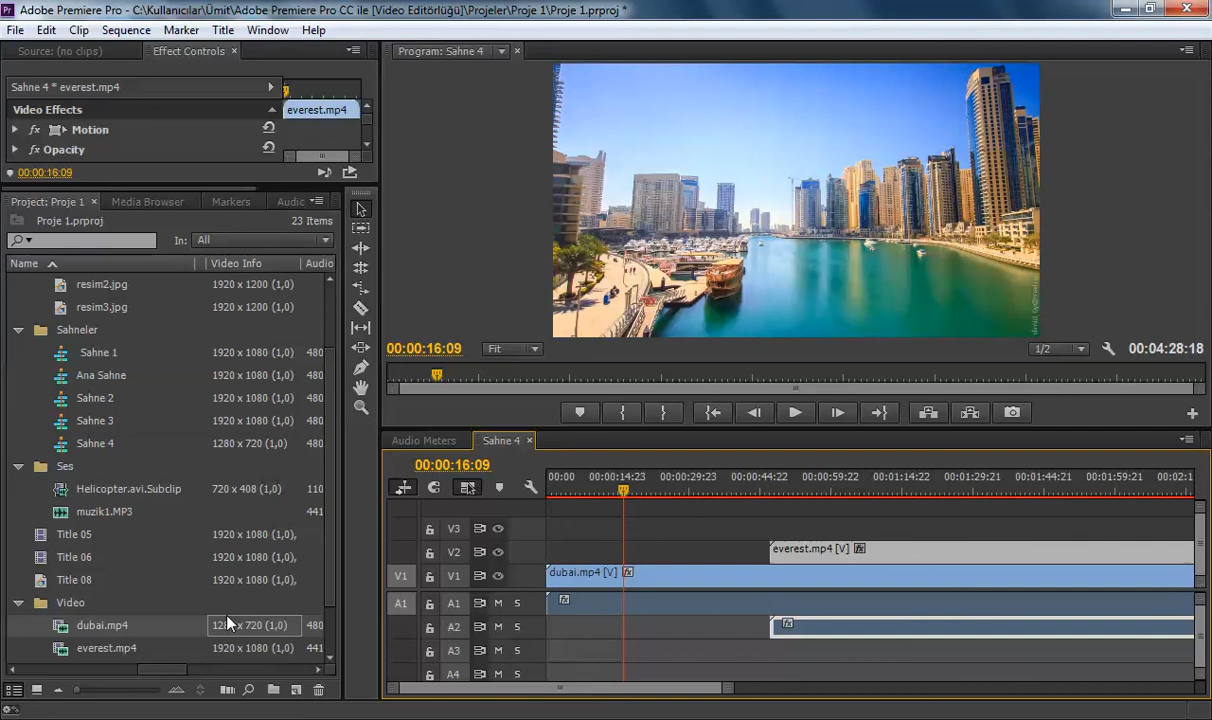 Adobe Premiere Pro - C:\Kullanıcılar\Ümit\Adobe Premiere Pro CC ile [Video Editörlüğü]\Projeler\Proje 1\Proje 1.prproj *
File Edit Clip Sequence Marker Title Window Help
Source: (no clips) Effect Controls
Program: Sahne 4
Sahne 4 * everest.mp4
Video Effects
everest.mp4
fx Motion
fx Opacity
00:00:16:09
Project: Proje 1 Media Browser Markers Audio
Proje 1.prproj 23 Items
In: All
Name Video Info Audio
resim2.jpg 1920 x 1200 (1,0)
resim3.jpg 1920 x 1200 (1,0)
Sahneler
Sahne 1 1920 x 1080 (1,0) 480
Ana Sahne 1920 x 1080 (1,0) 480
Sahne 2 1920 x 1080 (1,0) 480
Sahne 3 1920 x 1080 (1,0) 480
Sahne 4 1280 x 720 (1,0) 480
Ses
Helicopter.avi.Subclip 720 x 408 (1,0) 110
muzik1.MP3 441
Title 05 1920 x 1080 (1,0),
Title 06 1920 x 1080 (1,0),
Title 08 1920 x 1080 (1,0),
Video
dubai.mp4 1280 x 720 (1,0) 480
everest.mp4 1920 x 1080 (1,0) 441
00:00:16:09 Fit 1/2 00:04:28:18
Audio Meters Sahne 4
00:00:16:09
00:00 00:00:14:23 00:00:29:23 00:00:44:22 00:00:59:22 00:01:14:22 00:01:29:21 00:01:44:21 00:01:59:21 00:02:1
V3
V2 everest.mp4 [V] fx
V1 V1 dubai.mp4 [V] fx
A1 A1 M S fx
A2 M S fx
A3 M S
A4 M S